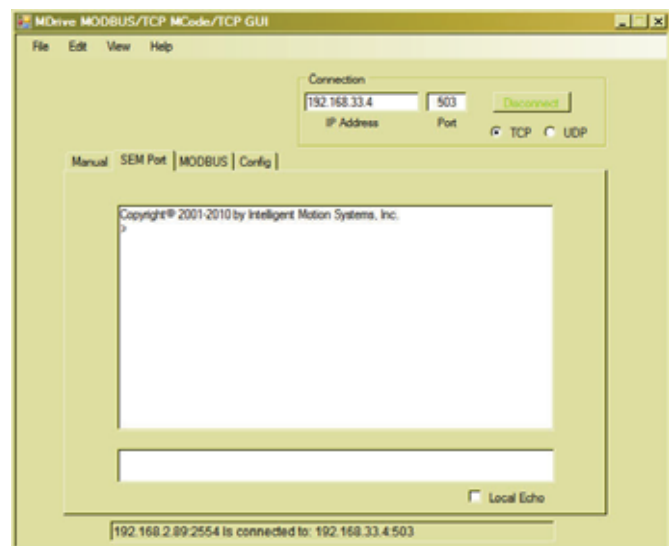 MDrive MODBUS/TCP MCode/TCP GUI
File Edit View Help
Connection
192.168.33.4 503 Disconnect
IP Address Port TCP UDP
Manual SEM Port MODBUS Config
Copyright® 2001-2010 by Intelligent Motion Systems, Inc.
>
Local Echo
192.168.2.89:2554 is connected to: 192.168.33.4:503